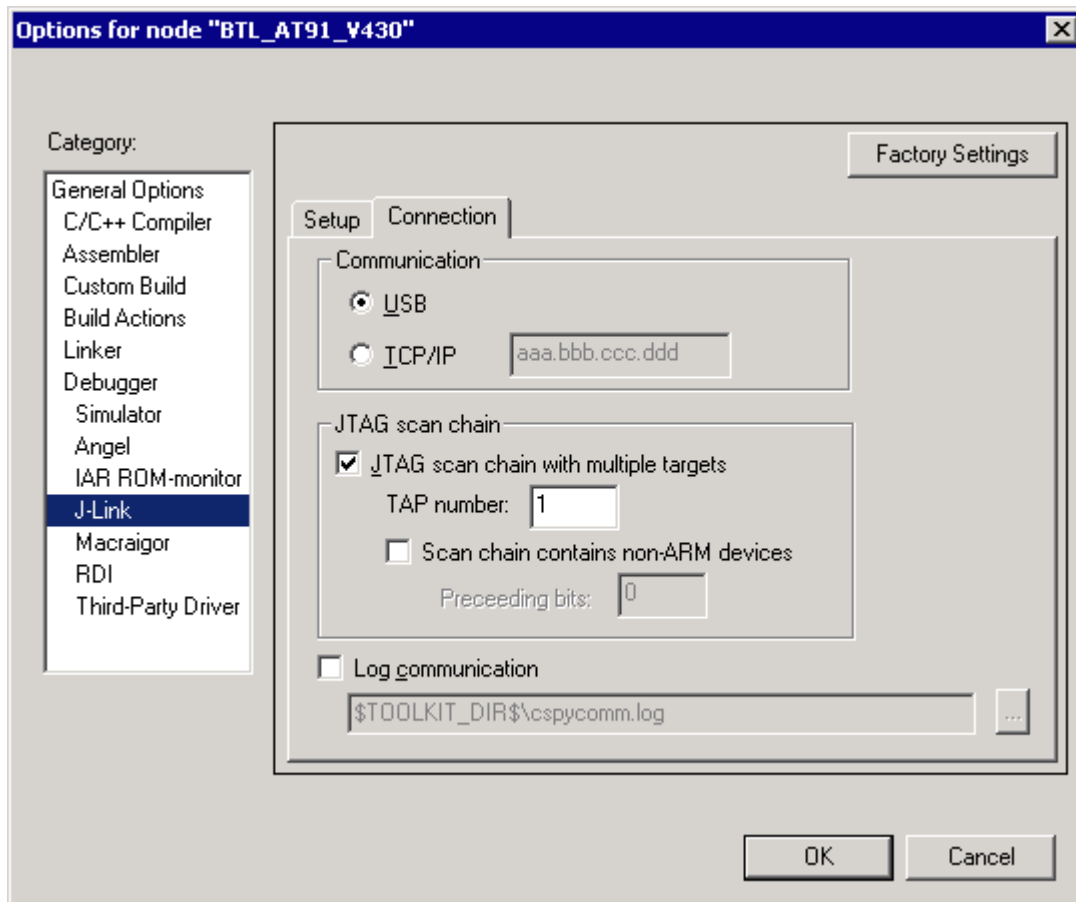 Options for node "BTL_AT91_V430"
Category:
General Options
C/C++ Compiler
Assembler
Custom Build
Build Actions
Linker
Debugger
Simulator
Angel
IAR ROM-monitor
J-Link
Macraigor
RDI
Third-Party Driver
Factory Settings
Setup Connection
Communication
USB
TCP/IP aaa.bbb.ccc.ddd
JTAG scan chain
JTAG scan chain with multiple targets
TAP number: 1
Scan chain contains non-ARM devices
Preceeding bits: 0
Log communication
$TOOLKIT_DIR$\cspycomm.log ...
OK Cancel